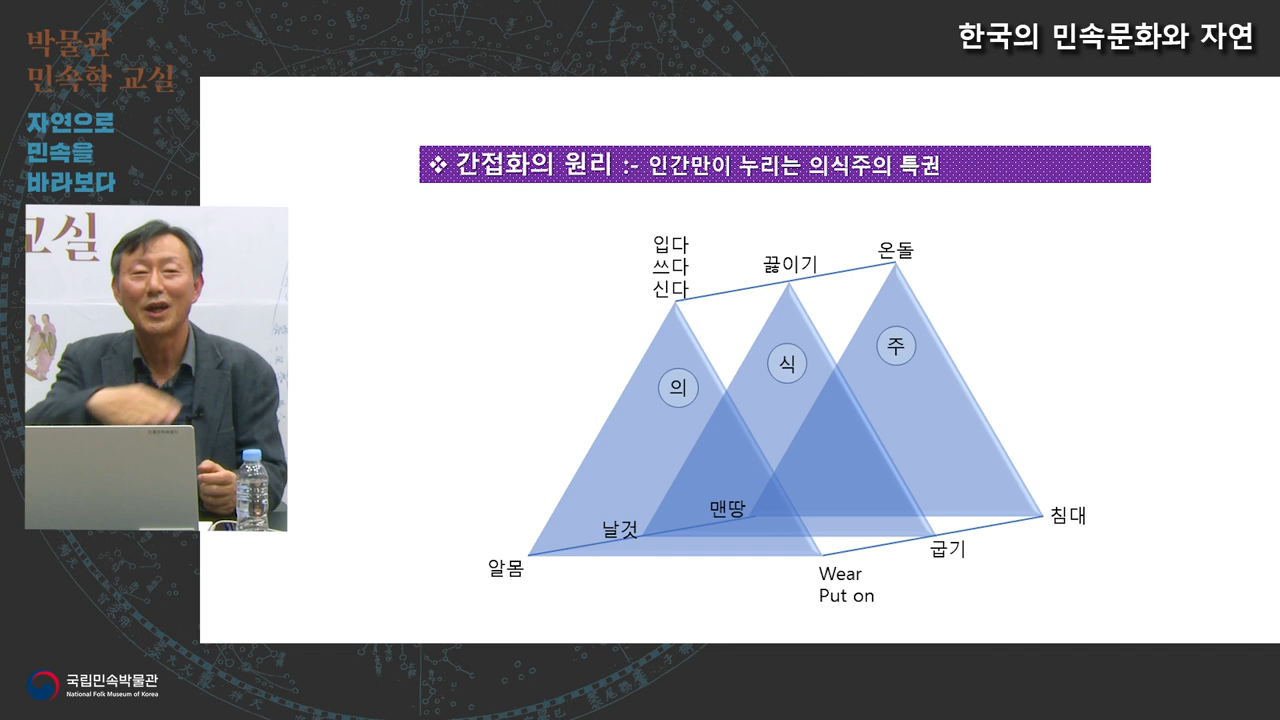 박물관
민속학 교실
자연으로
민속을
바라보다
한국의 민속문화와 자연
❖ 간접화의 원리 :- 인간만이 누리는 의식주의 특권
입다
쓰다
신다
끓이기
온돌
의
식
주
알몸
날것
맨땅
Wear
Put on
굽기
침대
교실
국립민속박물관
National Folk Museum of Korea